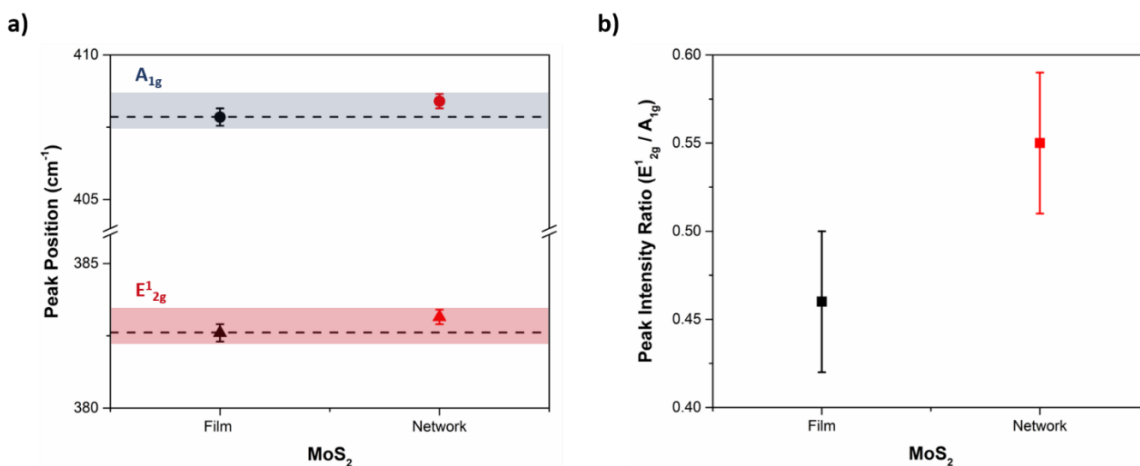 a)
410
405
385
380
Peak Position (cm⁻¹)
A₁g
E¹₂g
Film
Network
MoS₂
b)
0.60
0.55
0.50
0.45
0.40
Peak Intensity Ratio (E¹₂g / A₁g)
Film
Network
MoS₂